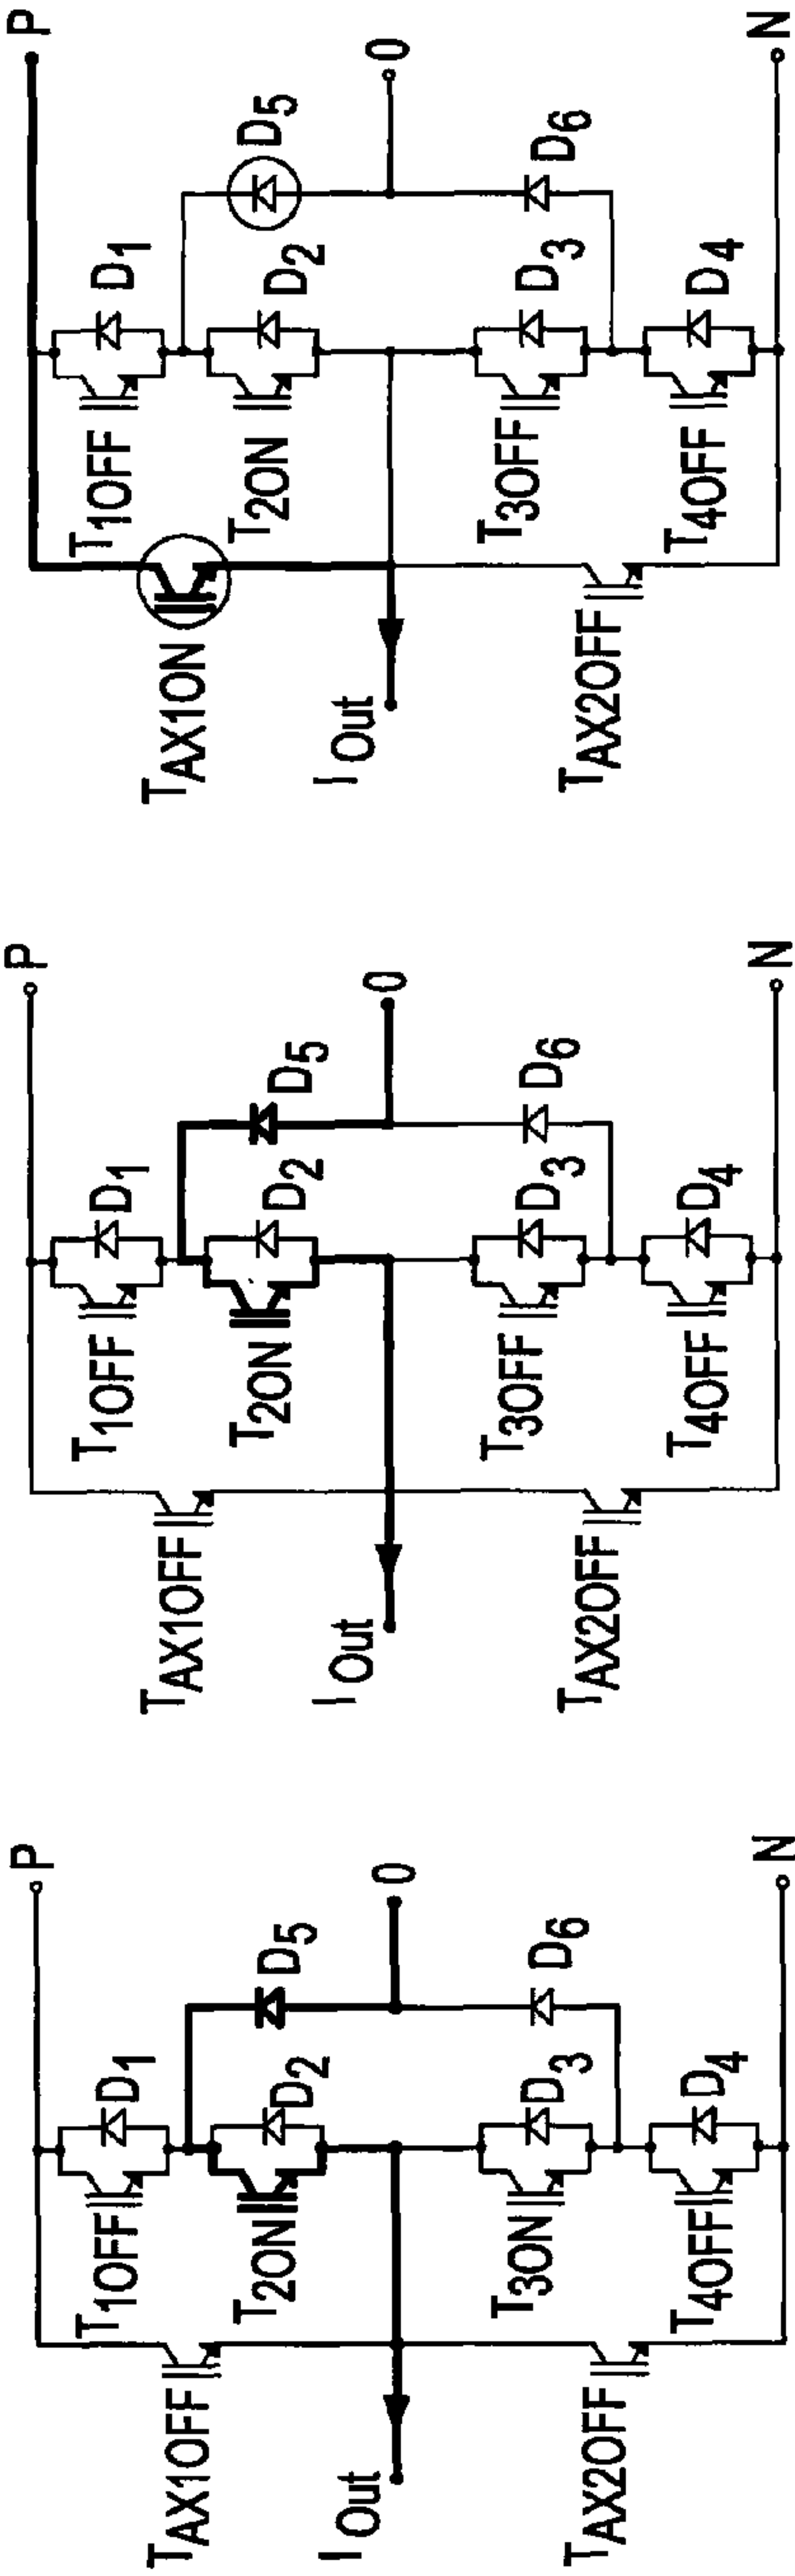 P
T1OFF D1
TAX1OFF
T2ON D2 D5
IOut
0
T3ON D3 D6
TAX2OFF
T4OFF D4
N
P
T1OFF D1
TAX1OFF
T2ON D2 D5
IOut
0
T3OFF D3 D6
TAX2OFF
T4OFF D4
N
P
T1OFF D1
TAX1ON
T2ON D2 D5
IOut
0
T3OFF D3 D6
TAX2OFF
T4OFF D4
N